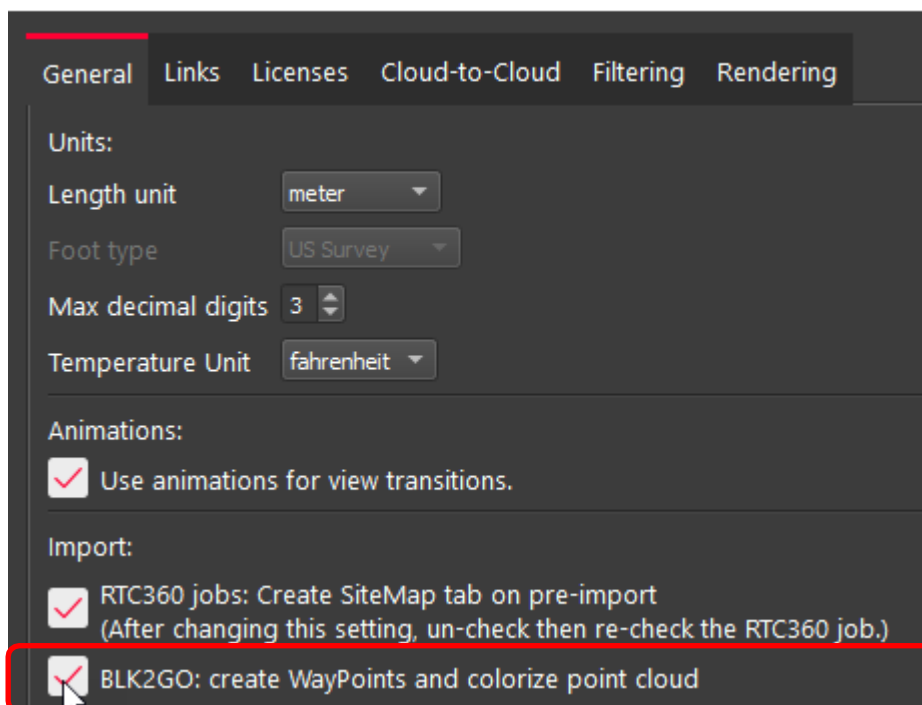 General Links Licenses Cloud-to-Cloud Filtering Rendering
Units:
Length unit meter
Foot type US Survey
Max decimal digits 3
Temperature Unit fahrenheit
Animations:
Use animations for view transitions.
Import:
RTC360 jobs: Create SiteMap tab on pre-import
(After changing this setting, un-check then re-check the RTC360 job.)
BLK2GO: create WayPoints and colorize point cloud